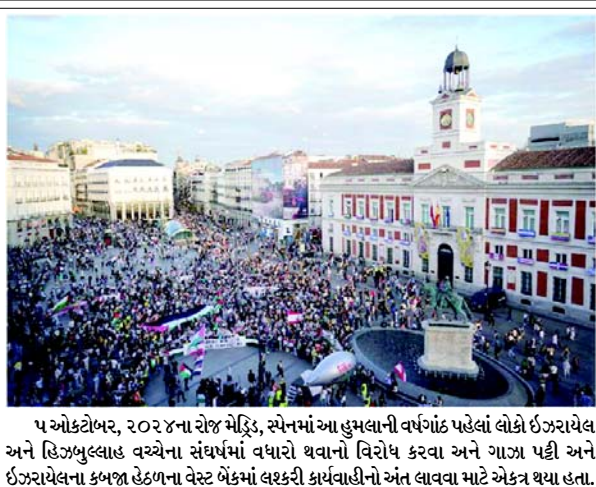 ૫ ઓકટોબર, ૨૦૨૪ના રોજ મેડ્રિડ, સ્પેનમાં આ હુમલાની વર્ષગાંઠ પહેલાં લોકો ઇઝરાયેલ
અને હિઝબુલ્લાહ વચ્ચેના સંઘર્ષમાં વધારો થવાનો વિરોધ કરવા અને ગાઝા પટ્ટી અને
ઇઝરાયેલના કબજા હેઠળના વેસ્ટ બેંકમાં લશ્કરી કાર્યવાહીનો અંત લાવવા માટે એકત્ર થયા હતા.